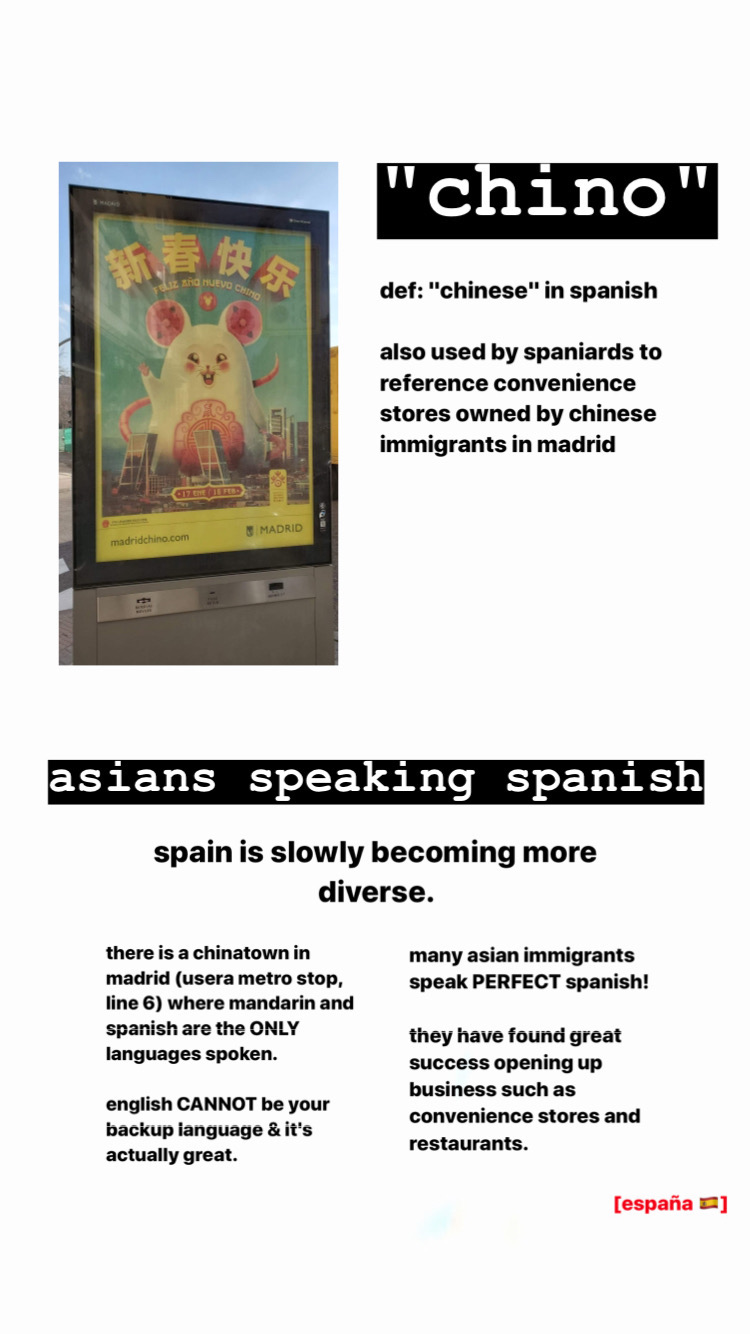 "chino"
def: "chinese" in spanish
also used by spaniards to
reference convenience
stores owned by chinese
immigrants in madrid
新春快乐
FELIZ AÑO NUEVO CHINO
17 ENE / 10 FEB
madridchino.com
MADRID
asians speaking spanish
spain is slowly becoming more
diverse.
there is a chinatown in
madrid (usera metro stop,
line 6) where mandarin and
spanish are the ONLY
languages spoken.
english CANNOT be your
backup language & it's
actually great.
many asian immigrants
speak PERFECT spanish!
they have found great
success opening up
business such as
convenience stores and
restaurants.
[españa 🇪🇸]